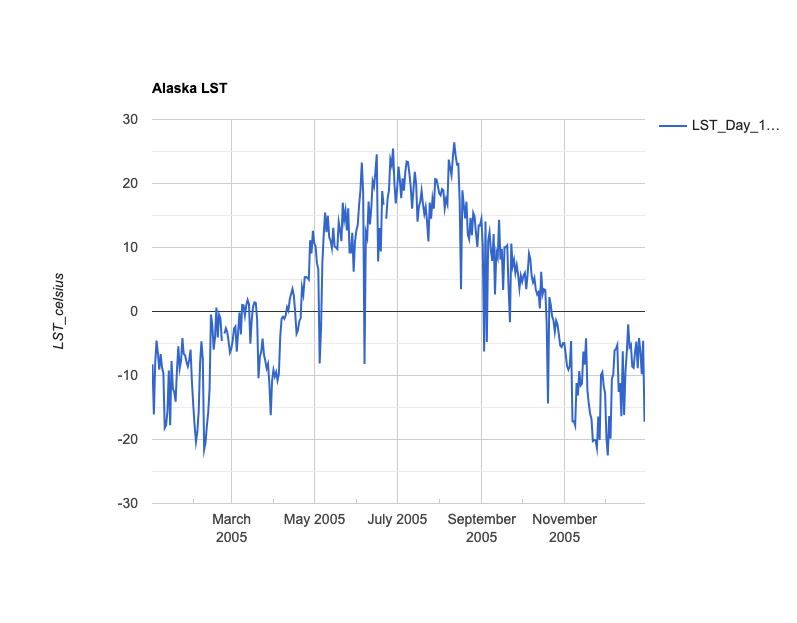 Alaska LST
LST_Day_1…
30
20
10
0
-10
-20
-30
LST_celsius
March 2005
May 2005
July 2005
September 2005
November 2005